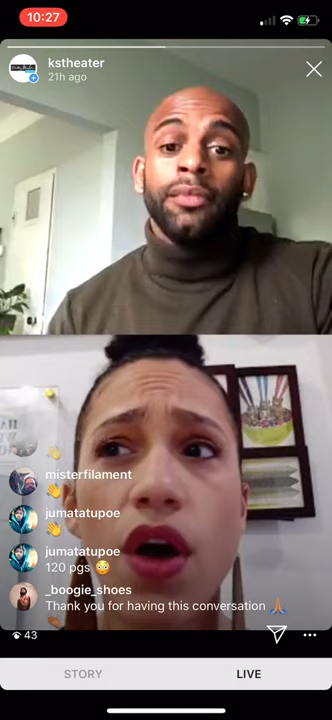 10:27
kstheater
21h ago
misterfilament
👏
jumatatupoe
👏
jumatatupoe
120 pgs 😳
_boogie_shoes
Thank you for having this conversation 🙏🏽
43
STORY
LIVE